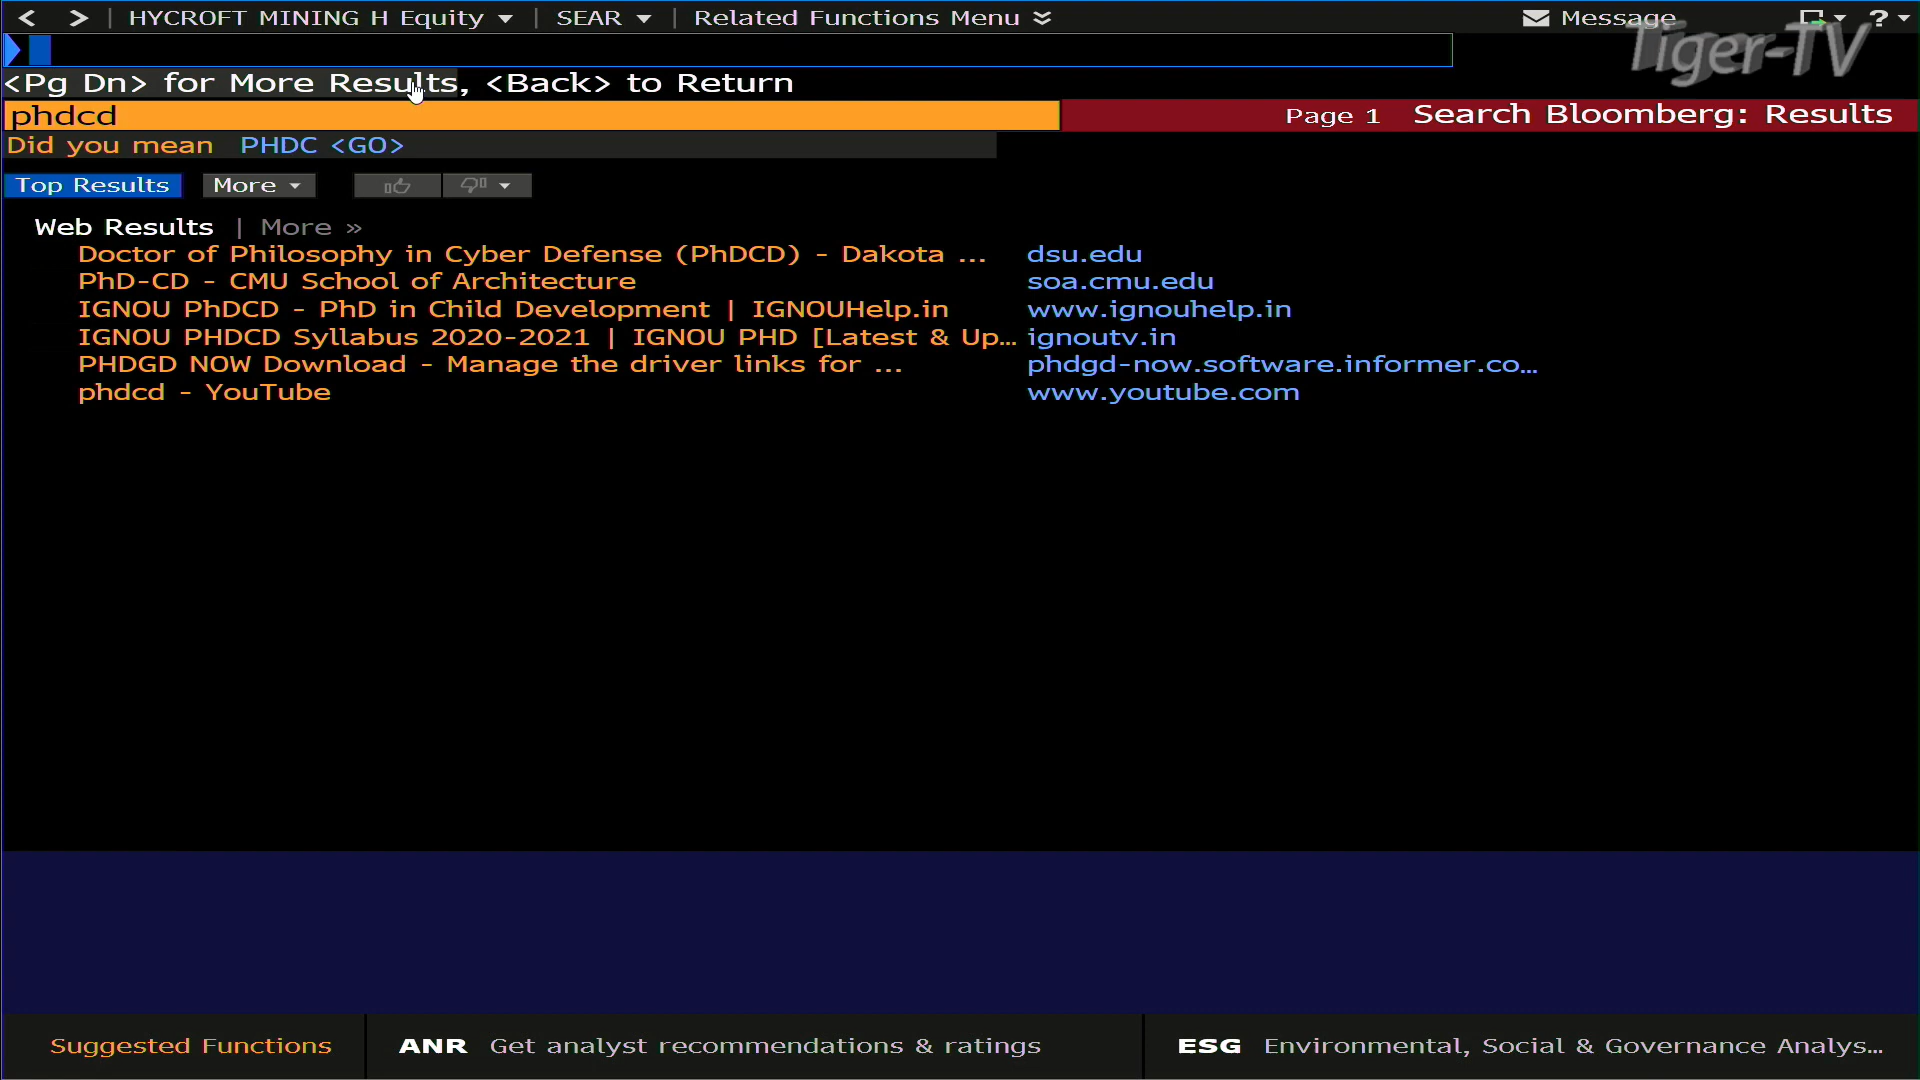 < > | HYCROFT MINING H Equity | SEAR | Related Functions Menu Message ?
Tiger-TV
<Pg Dn> for More Results, <Back> to Return
phdcd Page 1 Search Bloomberg: Results
Did you mean PHDC <GO>
Top Results More
Web Results | More »
Doctor of Philosophy in Cyber Defense (PhDCD) - Dakota ... dsu.edu
PhD-CD - CMU School of Architecture soa.cmu.edu
IGNOU PhDCD - PhD in Child Development | IGNOUHelp.in www.ignouhelp.in
IGNOU PHDCD Syllabus 2020-2021 | IGNOU PHD [Latest & Up... ignoutv.in
PHDGD NOW Download - Manage the driver links for ... phdgd-now.software.informer.co...
phdcd - YouTube www.youtube.com
Suggested Functions ANR Get analyst recommendations & ratings ESG Environmental, Social & Governance Analys...